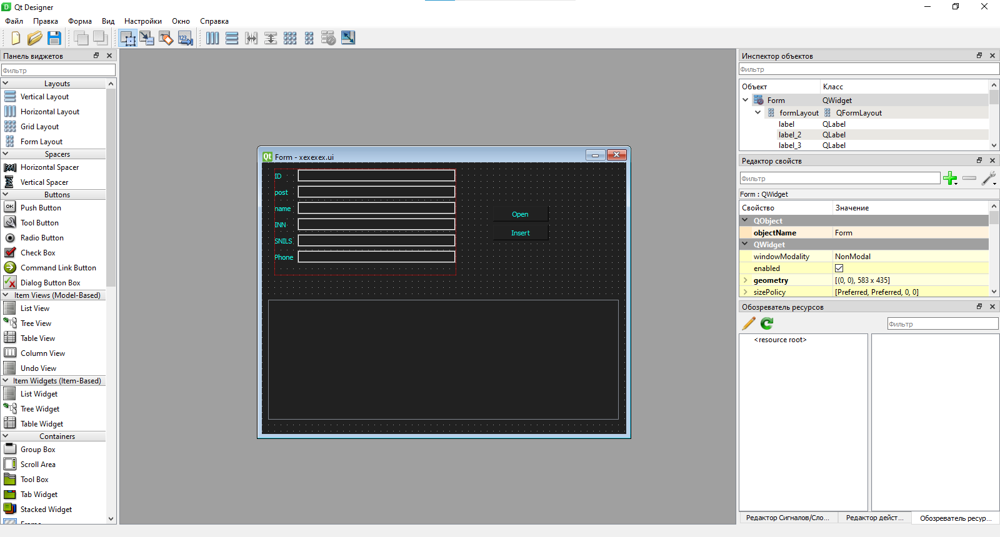 Qt Designer
Файл Правка Форма Вид Настройки Окно Справка
Панель виджетов
Фильтр
Layouts
Vertical Layout
Horizontal Layout
Grid Layout
Form Layout
Spacers
Horizontal Spacer
Vertical Spacer
Buttons
Push Button
Tool Button
Radio Button
Check Box
Command Link Button
Dialog Button Box
Item Views (Model-Based)
List View
Tree View
Table View
Column View
Undo View
Item Widgets (Item-Based)
List Widget
Tree Widget
Table Widget
Containers
Group Box
Scroll Area
Tool Box
Tab Widget
Stacked Widget
Form - xexexex.ui
ID
post
name
INN
SNILS
Phone
Open
Insert
Инспектор объектов
Фильтр
Объект Класс
Form QWidget
formLayout QFormLayout
label QLabel
label_2 QLabel
label_3 QLabel
Редактор свойств
Фильтр
Form : QWidget
Свойство Значение
QObject
objectName Form
QWidget
windowModality NonModal
enabled
geometry [(0, 0), 583 x 435]
sizePolicy [Preferred, Preferred, 0, 0]
Обозреватель ресурсов
Фильтр
<resource root>
Редактор Сигналов/Сло... Редактор дейст... Обозреватель ресур...